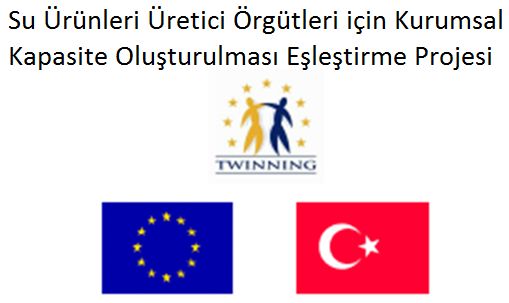 Su Ürünleri Üretici Örgütleri için Kurumsal
Kapasite Oluşturulması Eşleştirme Projesi
TWINNING